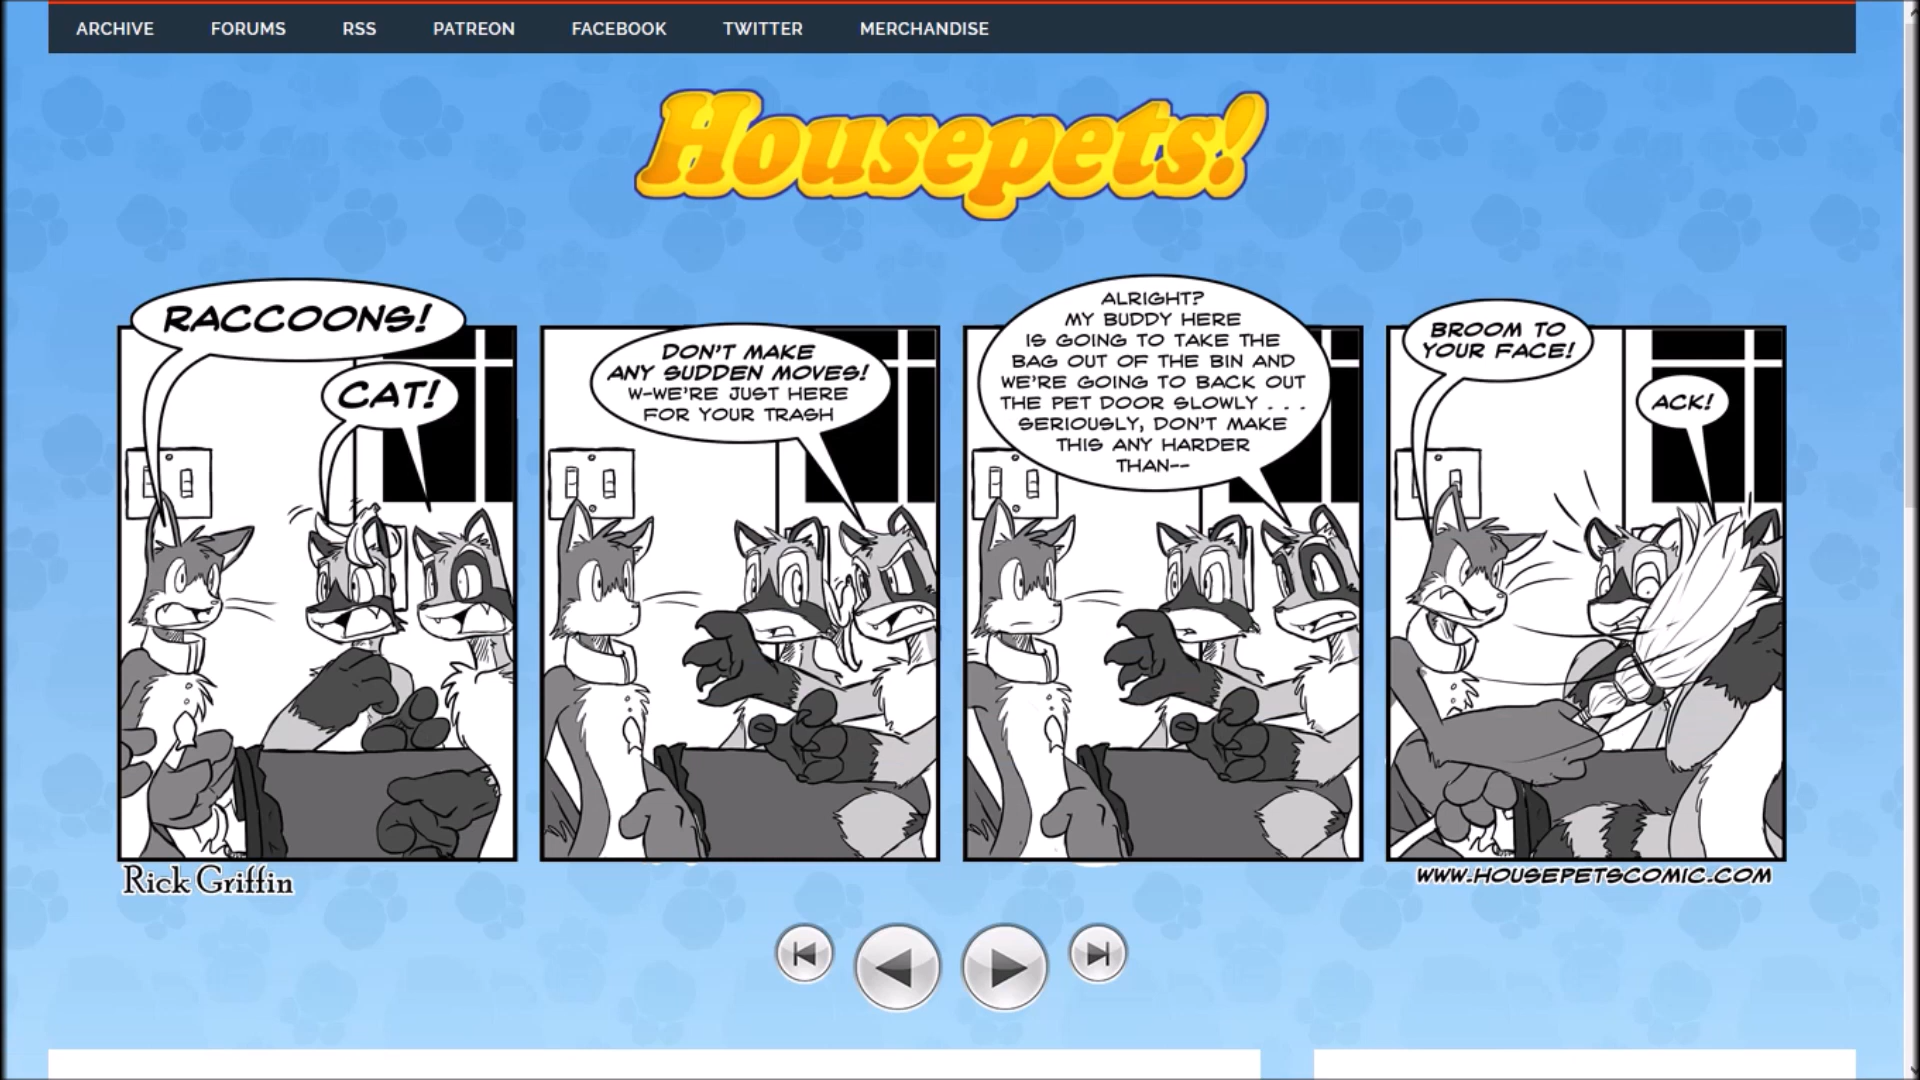 ARCHIVE FORUMS RSS PATREON FACEBOOK TWITTER MERCHANDISE
Housepets!
RACCOONS!
CAT!
DON'T MAKE
ANY SUDDEN MOVES!
W-WE'RE JUST HERE
FOR YOUR TRASH
ALRIGHT?
MY BUDDY HERE
IS GOING TO TAKE THE
BAG OUT OF THE BIN AND
WE'RE GOING TO BACK OUT
THE PET DOOR SLOWLY . . .
SERIOUSLY, DON'T MAKE
THIS ANY HARDER
THAN--
BROOM TO
YOUR FACE!
ACK!
Rick Griffin
WWW.HOUSEPETSCOMIC.COM